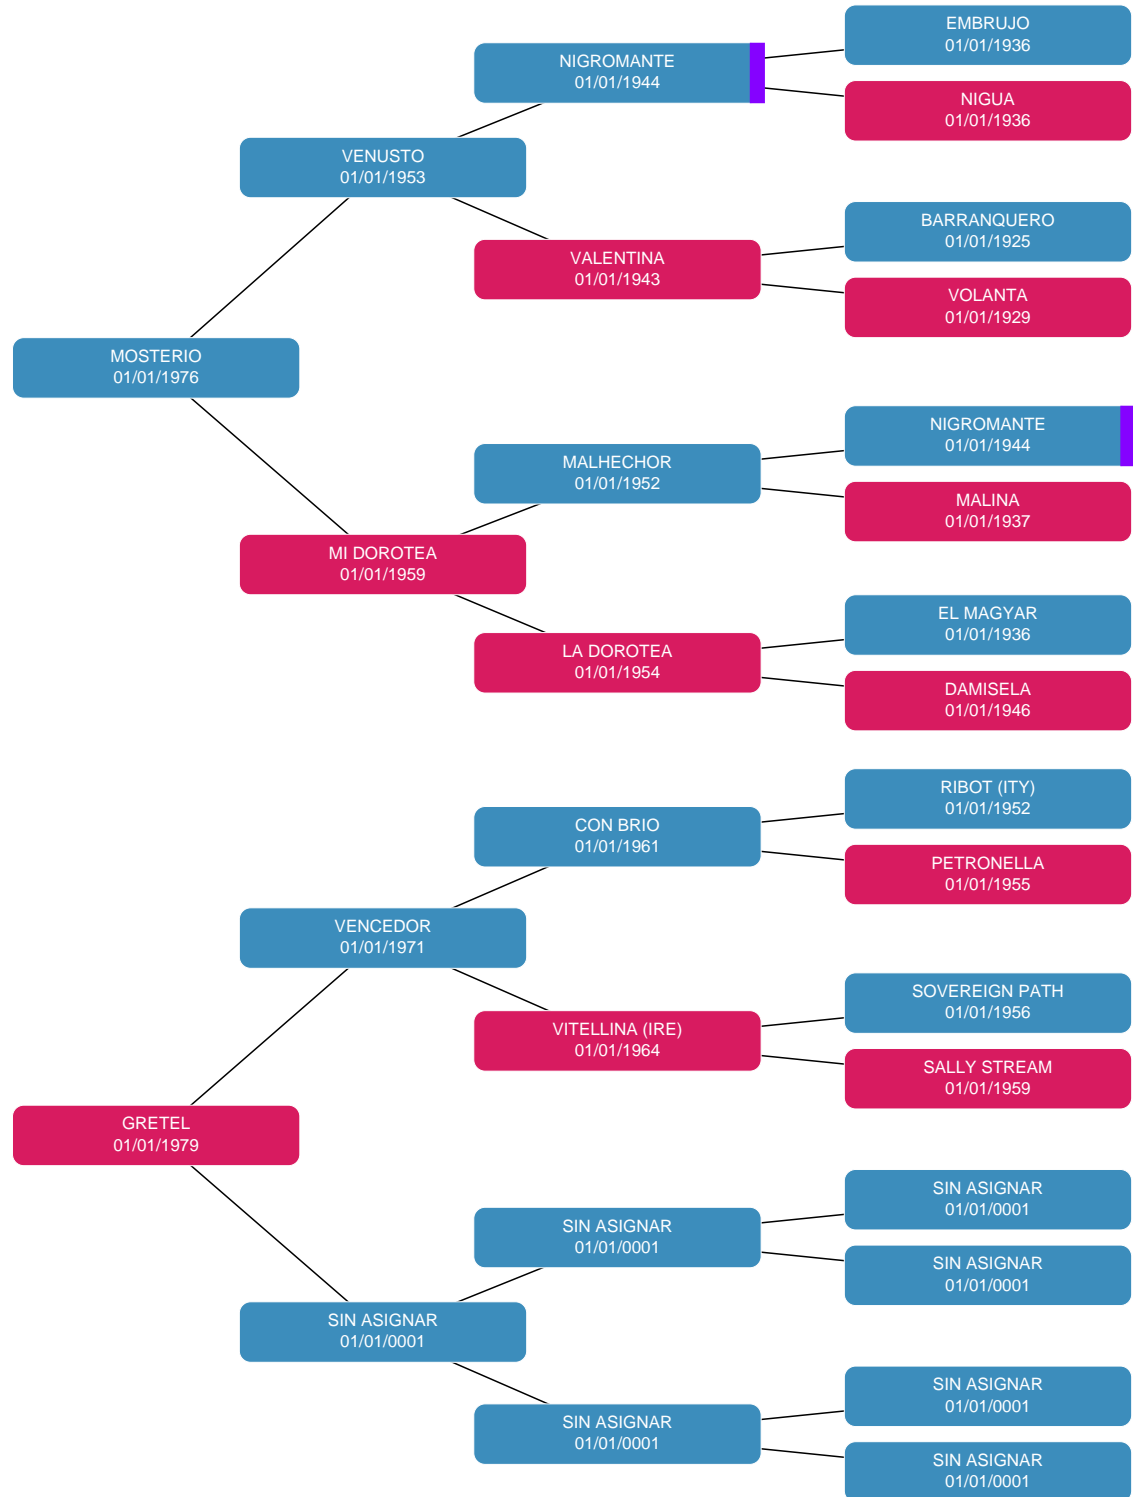 EMBRUJO
01/01/1936
NIGROMANTE
01/01/1944
NIGUA
01/01/1936
VENUSTO
01/01/1953
BARRANQUERO
01/01/1925
VALENTINA
01/01/1943
VOLANTA
01/01/1929
MOSTERIO
01/01/1976
NIGROMANTE
01/01/1944
MALHECHOR
01/01/1952
MALINA
01/01/1937
MI DOROTEA
01/01/1959
EL MAGYAR
01/01/1936
LA DOROTEA
01/01/1954
DAMISELA
01/01/1946
RIBOT (ITY)
01/01/1952
CON BRIO
01/01/1961
PETRONELLA
01/01/1955
VENCEDOR
01/01/1971
SOVEREIGN PATH
01/01/1956
VITELLINA (IRE)
01/01/1964
SALLY STREAM
01/01/1959
GRETEL
01/01/1979
SIN ASIGNAR
01/01/0001
SIN ASIGNAR
01/01/0001
SIN ASIGNAR
01/01/0001
SIN ASIGNAR
01/01/0001
SIN ASIGNAR
01/01/0001
SIN ASIGNAR
01/01/0001
SIN ASIGNAR
01/01/0001